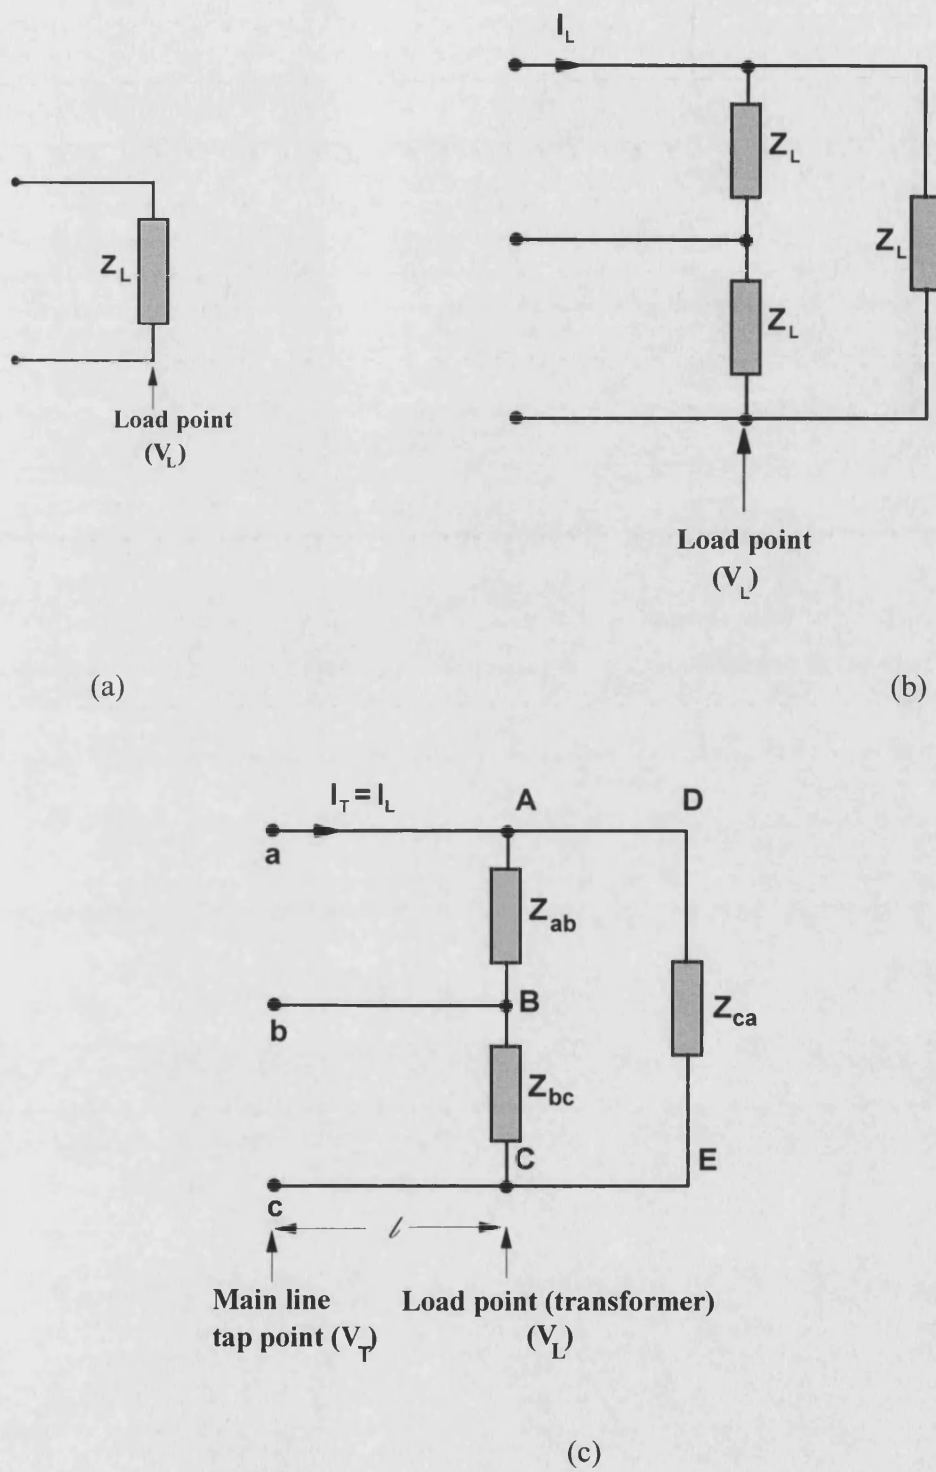 Z_L
Load point
(V_L)
(a)
I_L
Z_L
Z_L
Z_L
Load point
(V_L)
(b)
I_T = I_L
A
D
a
Z_ab
b
B
Z_ca
Z_bc
C
E
c
l
Main line
tap point (V_T)
Load point (transformer)
(V_L)
(c)